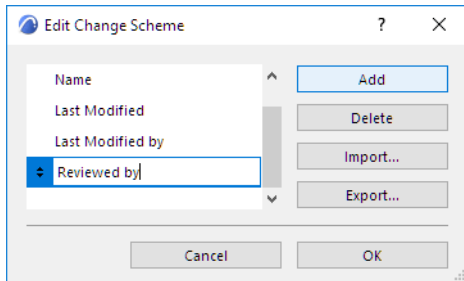 Edit Change Scheme
?
Name
Last Modified
Last Modified by
Reviewed by
Add
Delete
Import...
Export...
Cancel
OK